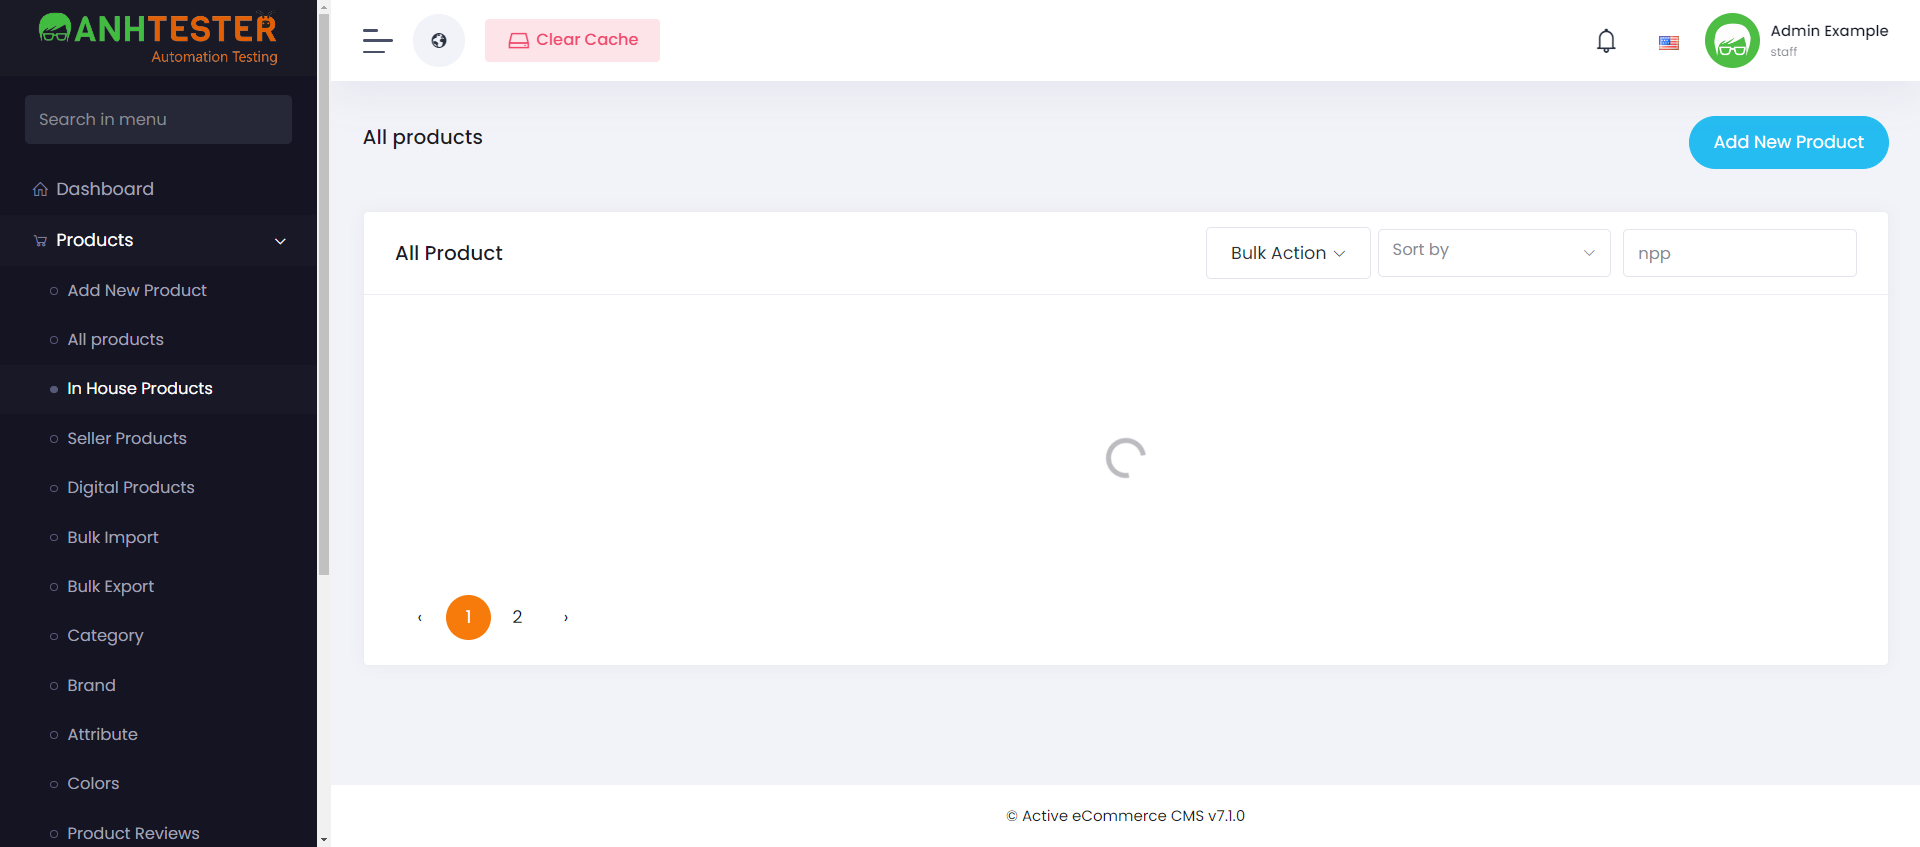 ANHTESTER
Automation Testing
Search in menu
Dashboard
Products
Add New Product
All products
In House Products
Seller Products
Digital Products
Bulk Import
Bulk Export
Category
Brand
Attribute
Colors
Product Reviews
Clear Cache
Admin Example
staff
All products
Add New Product
All Product
Bulk Action
Sort by
npp
‹ 1 2 ›
© Active eCommerce CMS v7.1.0